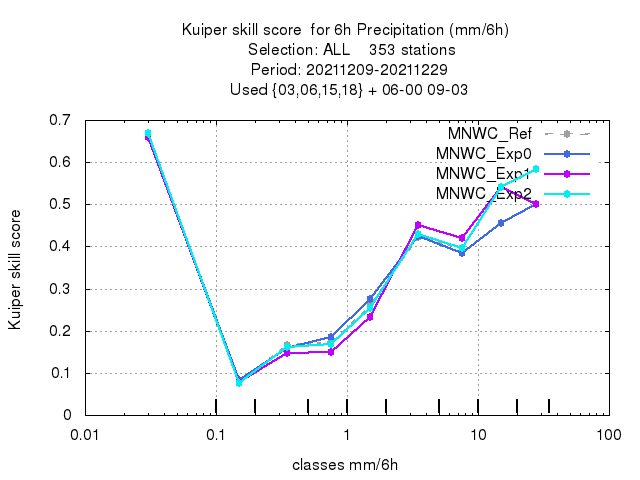 Kuiper skill score  for 6h Precipitation (mm/6h)
Selection: ALL    353 stations
Period: 20211209-20211229
Used {03,06,15,18} + 06-00 09-03
MNWC_Ref
MNWC_Exp0
MNWC_Exp1
MNWC_Exp2
Kuiper skill score
0.7
0.6
0.5
0.4
0.3
0.2
0.1
0
0.01 0.1 1 10 100
classes mm/6h